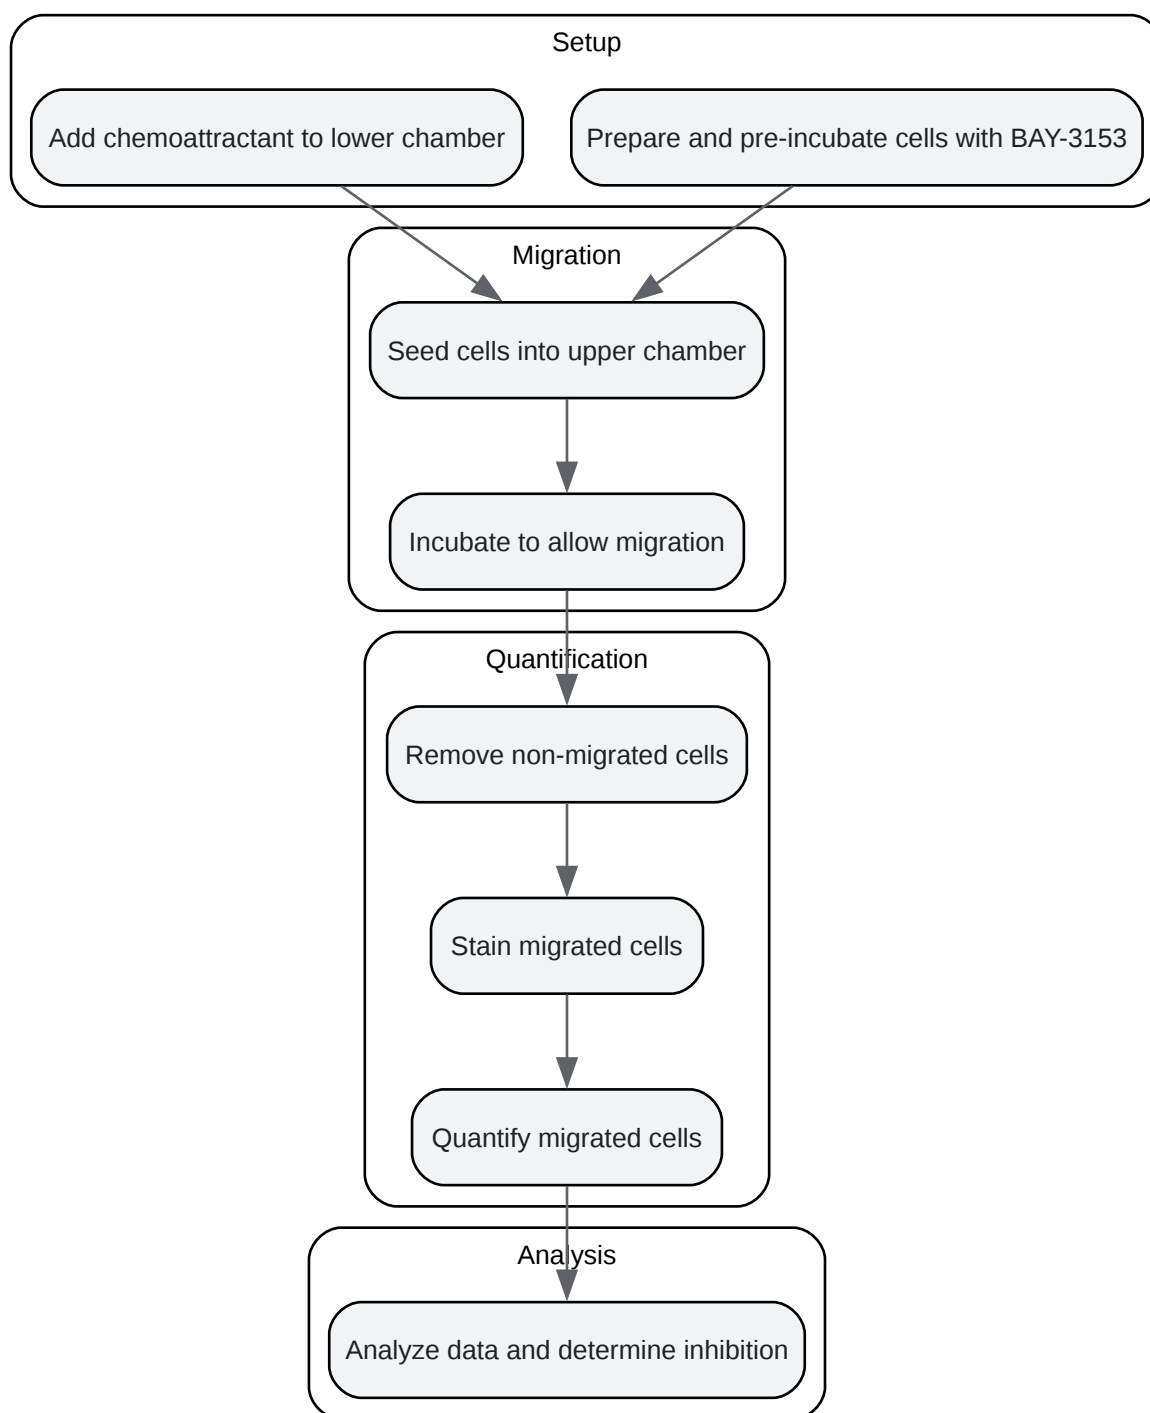 Setup
Add chemoattractant to lower chamber
Prepare and pre-incubate cells with BAY-3153
Migration
Seed cells into upper chamber
Incubate to allow migration
Quantification
Remove non-migrated cells
Stain migrated cells
Quantify migrated cells
Analysis
Analyze data and determine inhibition